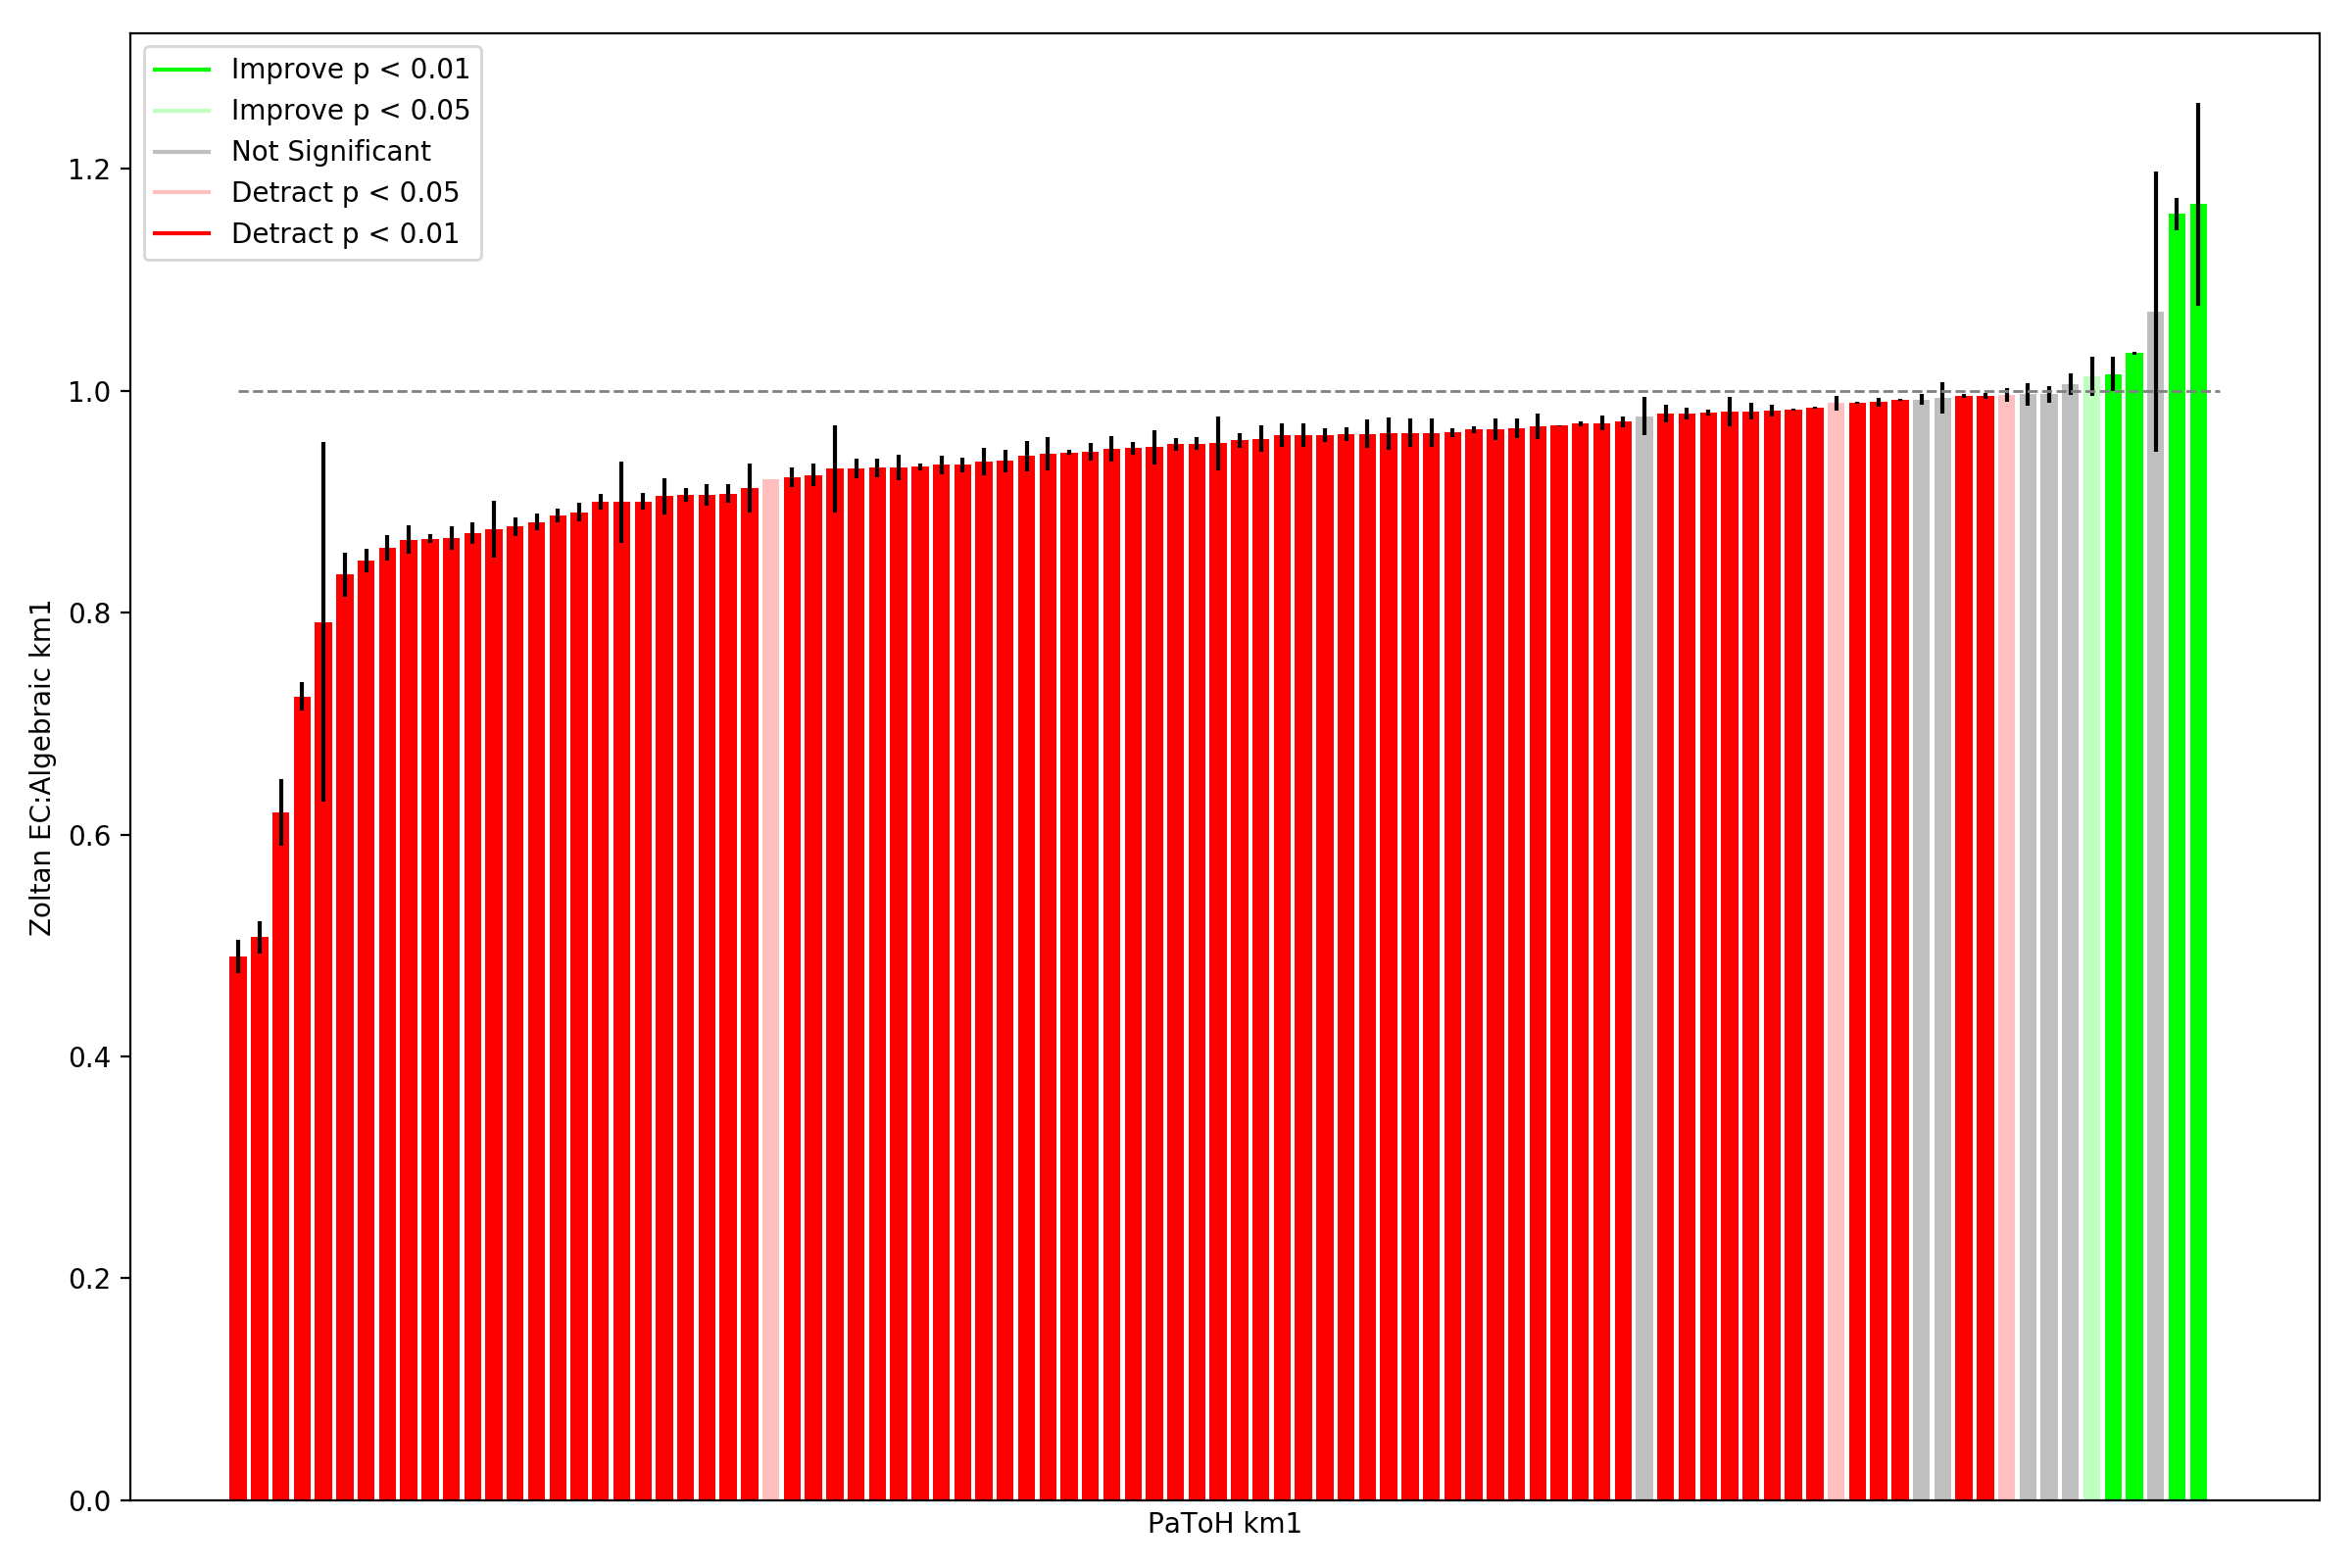 Improve p < 0.01
Improve p < 0.05
Not Significant
Detract p < 0.05
Detract p < 0.01
1.2
1.0
0.8
0.6
0.4
0.2
0.0
Zoltan EC:Algebraic km1
PaToH km1